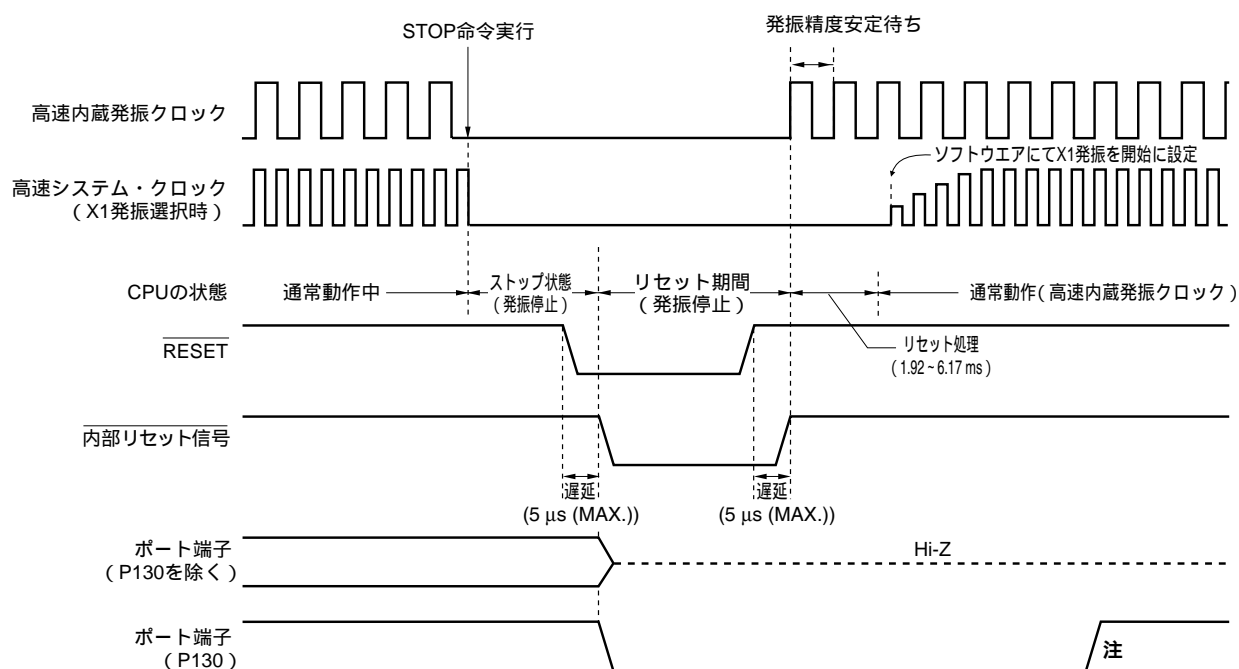 STOP命令実行
発振精度安定待ち
高速内蔵発振クロック
ソフトウエアにてX1発振を開始に設定
高速システム・クロック
(X1発振選択時)
CPUの状態
通常動作中
ストップ状態
(発振停止)
リセット期間
(発振停止)
通常動作(高速内蔵発振クロック)
RESET
リセット処理
(1.92~6.17 ms)
内部リセット信号
遅延
(5 μs (MAX.))
遅延
(5 μs (MAX.))
ポート端子
(P130を除く)
Hi-Z
ポート端子
(P130)
注